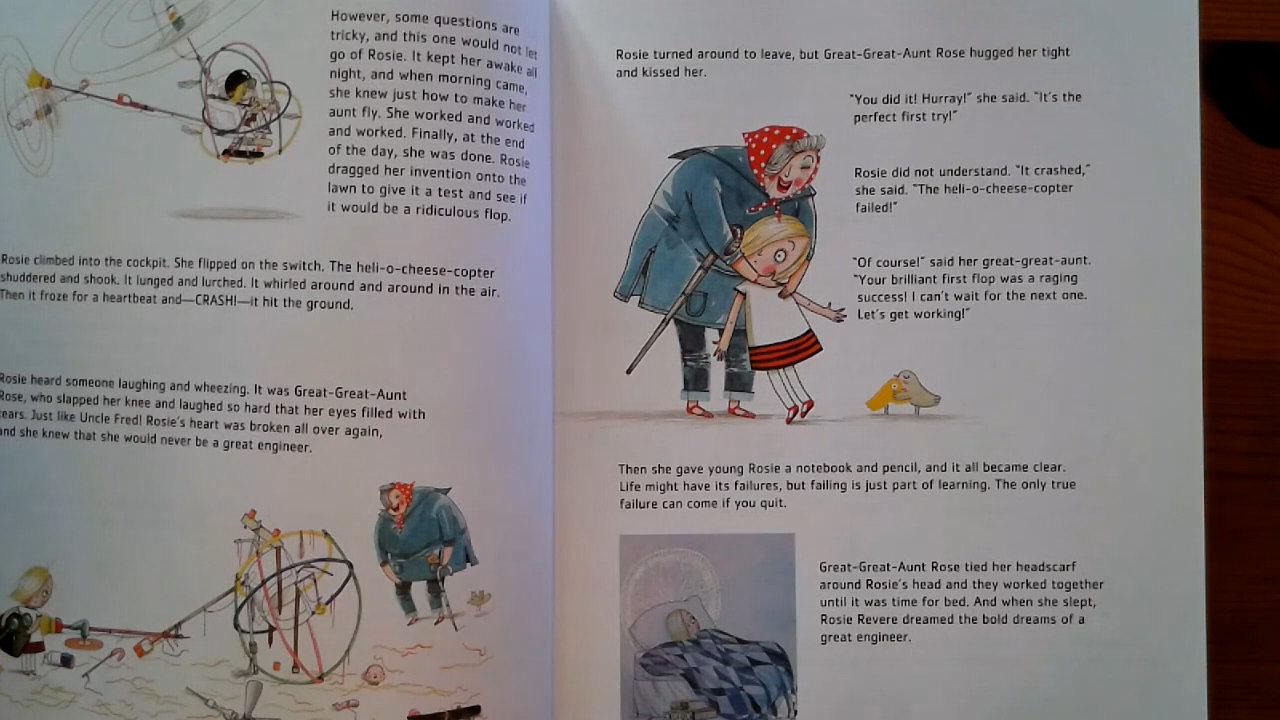 However, some questions are
tricky, and this one would not let
go of Rosie. It kept her awake all
night, and when morning came,
she knew just how to make her
aunt fly. She worked and worked
and worked. Finally, at the end
of the day, she was done. Rosie
dragged her invention onto the
lawn to give it a test and see if
it would be a ridiculous flop.
Rosie climbed into the cockpit. She flipped on the switch. The heli-o-cheese-copter
shuddered and shook. It lunged and lurched. It whirled around and around in the air.
Then it froze for a heartbeat and—CRASH!—it hit the ground.
Rosie heard someone laughing and wheezing. It was Great-Great-Aunt
Rose, who slapped her knee and laughed so hard that her eyes filled with
tears. Just like Uncle Fred! Rosie's heart was broken all over again,
and she knew that she would never be a great engineer.
Rosie turned around to leave, but Great-Great-Aunt Rose hugged her tight
and kissed her.
"You did it! Hurray!" she said. "It's the
perfect first try!"
Rosie did not understand. "It crashed,"
she said. "The heli-o-cheese-copter
failed!"
"Of course!" said her great-great-aunt.
"Your brilliant first flop was a raging
success! I can't wait for the next one.
Let's get working!"
Then she gave young Rosie a notebook and pencil, and it all became clear.
Life might have its failures, but failing is just part of learning. The only true
failure can come if you quit.
Great-Great-Aunt Rose tied her headscarf
around Rosie's head and they worked together
until it was time for bed. And when she slept,
Rosie Revere dreamed the bold dreams of a
great engineer.